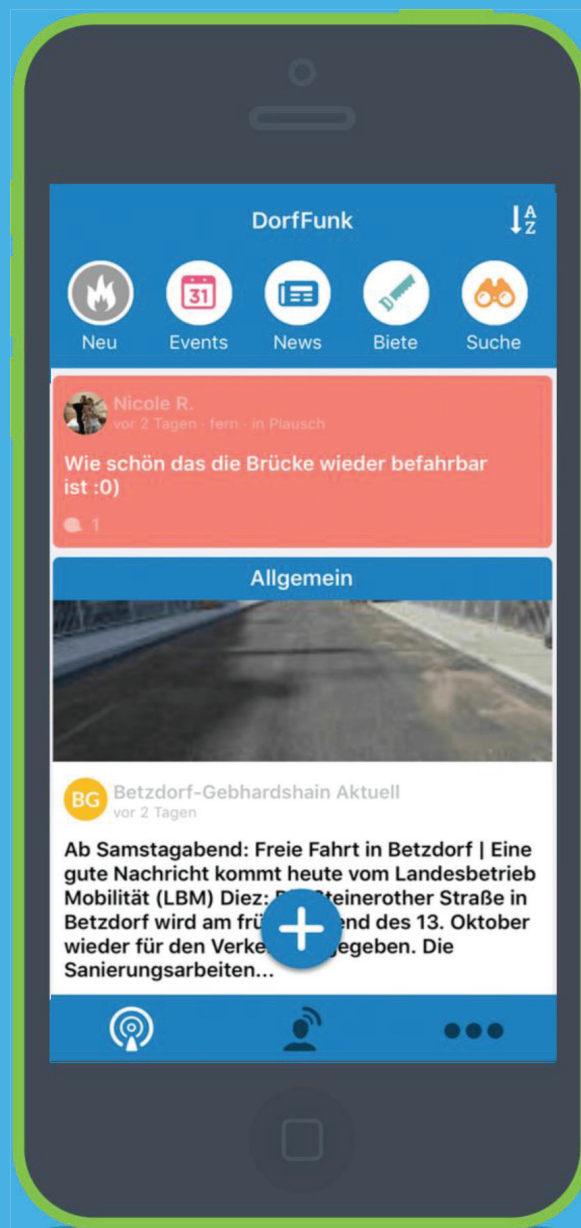 DorfFunk
A
Z
31
Neu
Events
News
Biete
Suche
Nicole R.
vor 2 Tagen · fern · in Plausch
Wie schön das die Brücke wieder befahrbar
ist :0)
1
Allgemein
BG
Betzdorf-Gebhardshain Aktuell
vor 2 Tagen
Ab Samstagabend: Freie Fahrt in Betzdorf | Eine
gute Nachricht kommt heute vom Landesbetrieb
Mobilität (LBM) Diez: Straße in
Betzdorf wird am des 13. Oktober
wieder für den Die
Sanierungsarbeiten...